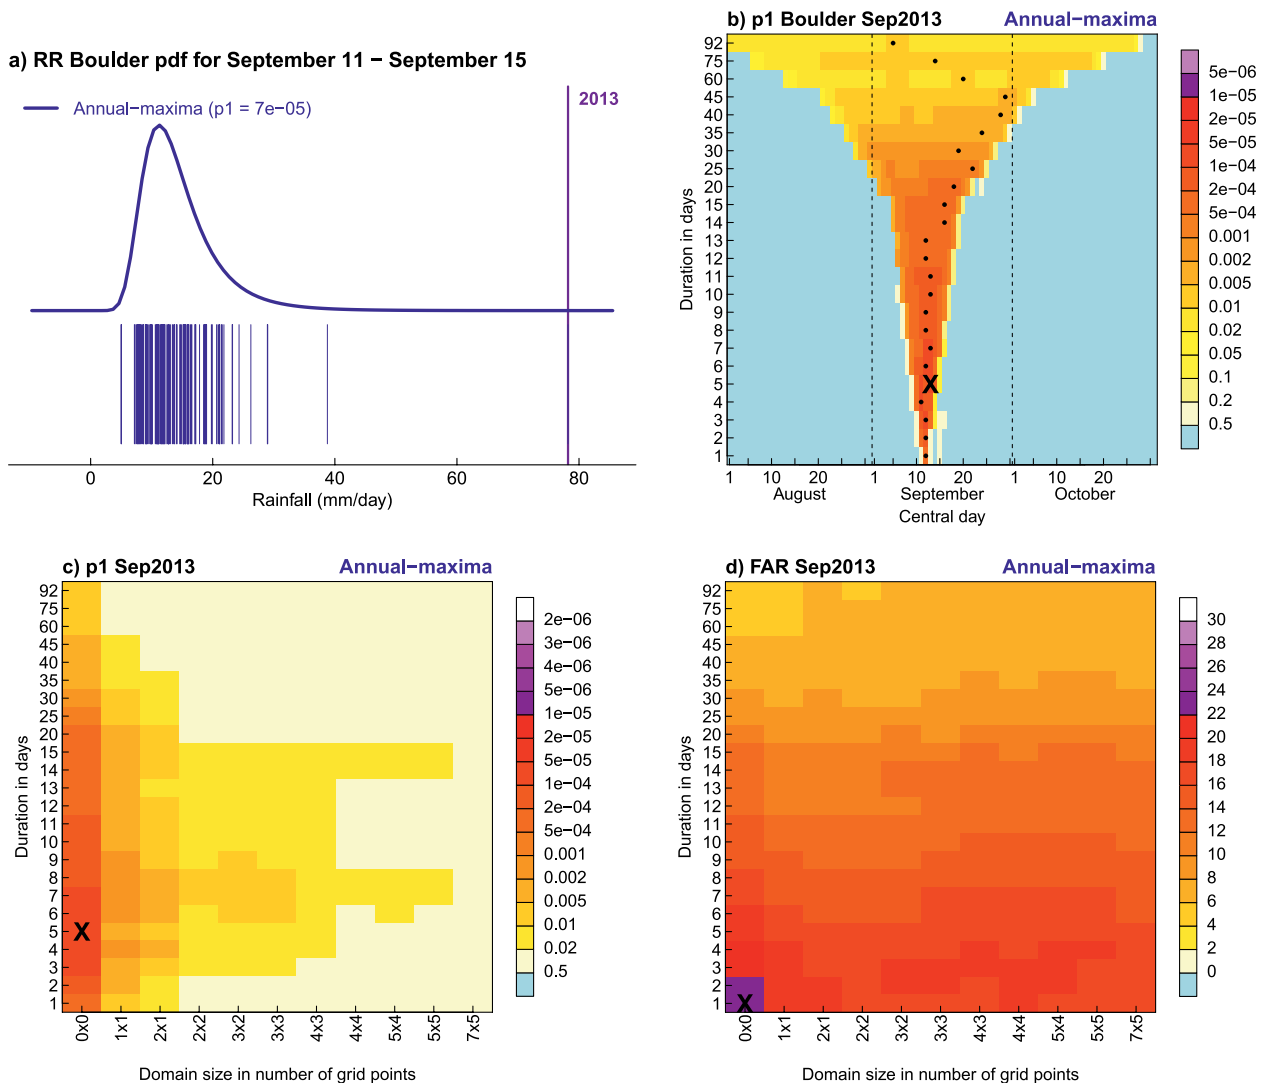 a) RR Boulder pdf for September 11 − September 15
Annual−maxima (p1 = 7e−05)
2013
0 20 40 60 80
Rainfall (mm/day)
b) p1 Boulder Sep2013 Annual−maxima
Duration in days
92
75
60
45
40
35
30
25
20
15
14
13
12
11
10
9
8
7
6
5
4
3
2
1
X
1 10 20 1 10 20 1 10 20
August September October
Central day
5e−06
1e−05
2e−05
5e−05
1e−04
2e−04
5e−04
0.001
0.002
0.005
0.01
0.02
0.05
0.1
0.2
0.5
c) p1 Sep2013 Annual−maxima
Duration in days
92
75
60
45
40
35
30
25
20
15
14
13
12
11
10
9
8
7
6
5
4
3
2
1
X
0x0 1x1 2x1 2x2 3x2 3x3 4x3 4x4 5x4 5x5 7x5
Domain size in number of grid points
2e−06
3e−06
4e−06
5e−06
1e−05
2e−05
5e−05
1e−04
2e−04
5e−04
0.001
0.002
0.005
0.01
0.02
0.5
d) FAR Sep2013 Annual−maxima
Duration in days
92
75
60
45
40
35
30
25
20
15
14
13
12
11
10
9
8
7
6
5
4
3
2
1
X
0x0 1x1 2x1 2x2 3x2 3x3 4x3 4x4 5x4 5x5 7x5
Domain size in number of grid points
30
28
26
24
22
20
18
16
14
12
10
8
6
4
2
0